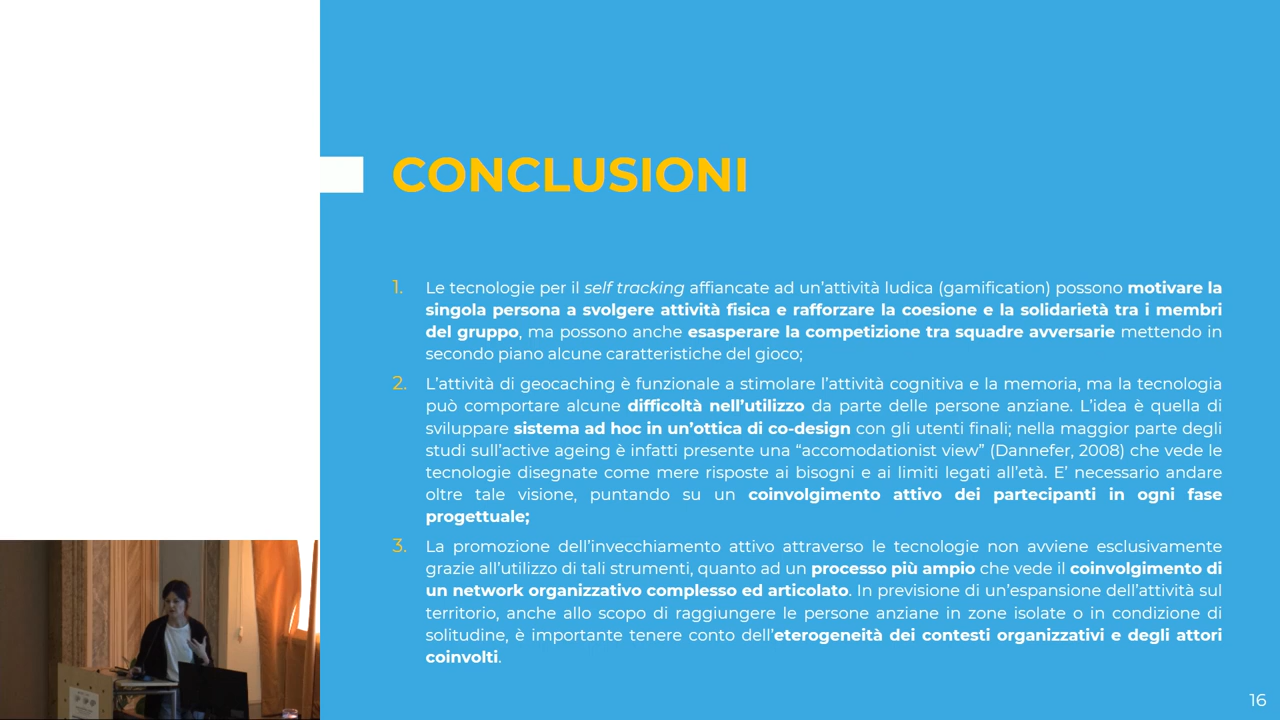 CONCLUSIONI
1. Le tecnologie per il self tracking affiancate ad un'attività ludica (gamification) possono motivare la
singola persona a svolgere attività fisica e rafforzare la coesione e la solidarietà tra i membri
del gruppo, ma possono anche esasperare la competizione tra squadre avversarie mettendo in
secondo piano alcune caratteristiche del gioco;
2. L'attività di geocaching è funzionale a stimolare l'attività cognitiva e la memoria, ma la tecnologia
può comportare alcune difficoltà nell'utilizzo da parte delle persone anziane. L'idea è quella di
sviluppare sistema ad hoc in un'ottica di co-design con gli utenti finali; nella maggior parte degli
studi sull'active ageing è infatti presente una “accomodationist view” (Dannefer, 2008) che vede le
tecnologie disegnate come mere risposte ai bisogni e ai limiti legati all'età. E' necessario andare
oltre tale visione, puntando su un coinvolgimento attivo dei partecipanti in ogni fase
progettuale;
3. La promozione dell'invecchiamento attivo attraverso le tecnologie non avviene esclusivamente
grazie all'utilizzo di tali strumenti, quanto ad un processo più ampio che vede il coinvolgimento di
un network organizzativo complesso ed articolato. In previsione di un'espansione dell'attività sul
territorio, anche allo scopo di raggiungere le persone anziane in zone isolate o in condizione di
solitudine, è importante tenere conto dell'eterogeneità dei contesti organizzativi e degli attori
coinvolti.
16